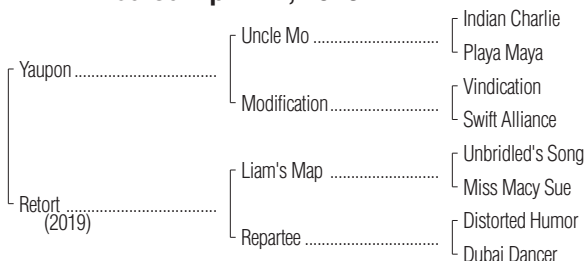 Indian Charlie
Uncle Mo
Playa Maya
Yaupon
Vindication
Modification
Swift Alliance
Unbridled's Song
Liam's Map
Miss Macy Sue
Retort
(2019)
Distorted Humor
Repartee
Dubai Dancer